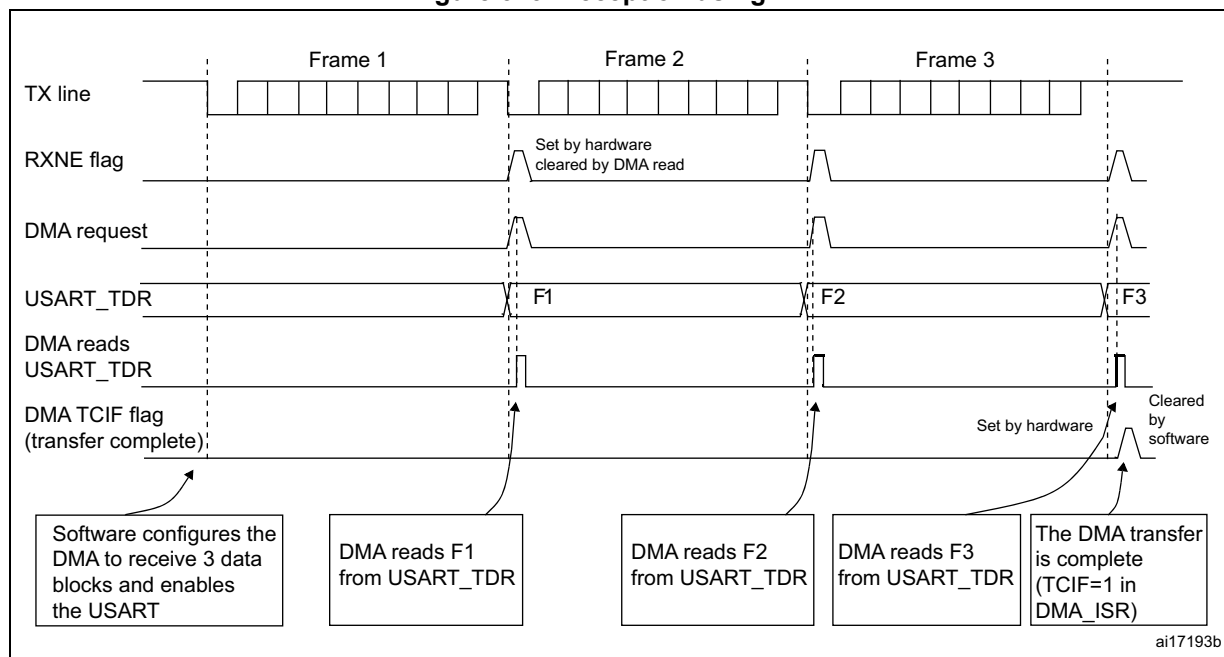 Frame 1
Frame 2
Frame 3
TX line
RXNE flag
Set by hardware
cleared by DMA read
DMA request
USART_TDR
F1
F2
F3
DMA reads
USART_TDR
DMA TCIF flag
(transfer complete)
Set by hardware
Cleared
by
software
Software configures the
DMA to receive 3 data
blocks and enables
the USART
DMA reads F1
from USART_TDR
DMA reads F2
from USART_TDR
DMA reads F3
from USART_TDR
The DMA transfer
is complete
(TCIF=1 in
DMA_ISR)
ai17193b